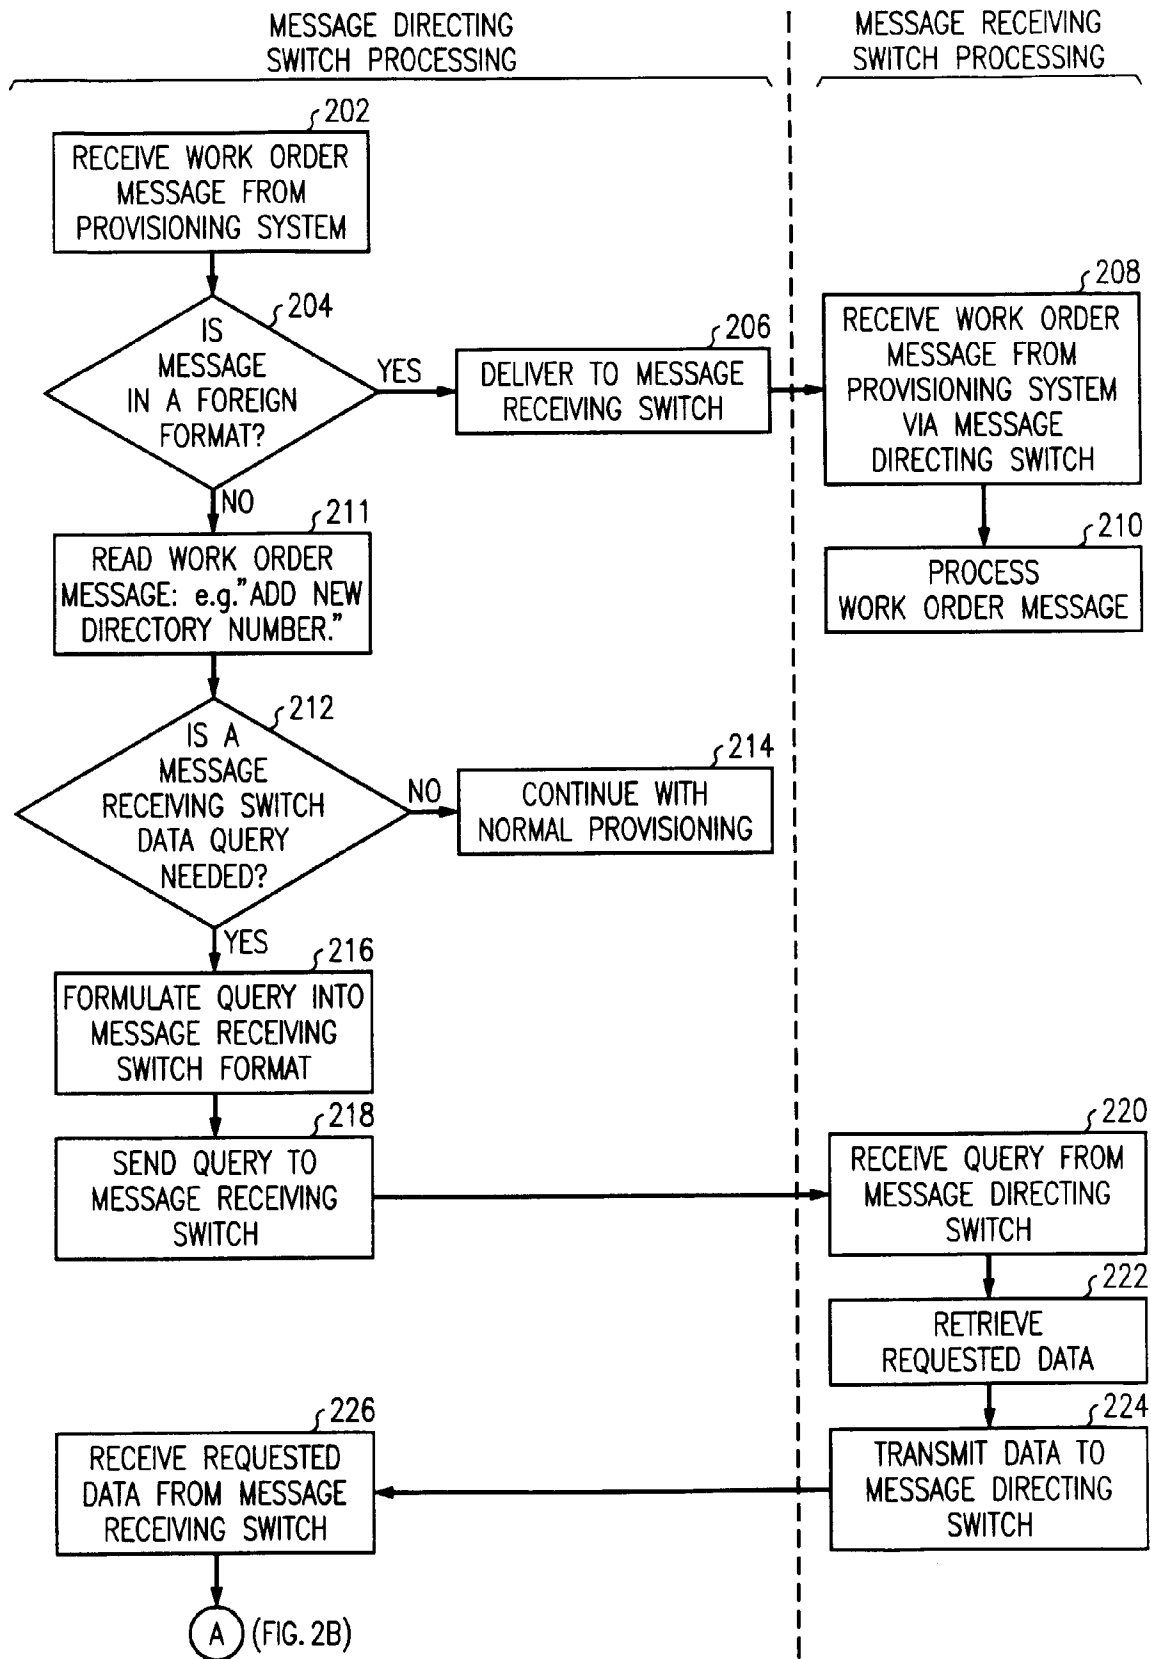 MESSAGE DIRECTING
SWITCH PROCESSING
MESSAGE RECEIVING
SWITCH PROCESSING
202
RECEIVE WORK ORDER
MESSAGE FROM
PROVISIONING SYSTEM
204
IS
MESSAGE
IN A FOREIGN
FORMAT?
YES
206
DELIVER TO MESSAGE
RECEIVING SWITCH
208
RECEIVE WORK ORDER
MESSAGE FROM
PROVISIONING SYSTEM
VIA MESSAGE
DIRECTING SWITCH
NO
210
PROCESS
WORK ORDER MESSAGE
211
READ WORK ORDER
MESSAGE: e.g."ADD NEW
DIRECTORY NUMBER."
212
IS A
MESSAGE
RECEIVING SWITCH
DATA QUERY
NEEDED?
NO
214
CONTINUE WITH
NORMAL PROVISIONING
YES
216
FORMULATE QUERY INTO
MESSAGE RECEIVING
SWITCH FORMAT
218
SEND QUERY TO
MESSAGE RECEIVING
SWITCH
220
RECEIVE QUERY FROM
MESSAGE DIRECTING
SWITCH
222
RETRIEVE
REQUESTED DATA
224
TRANSMIT DATA TO
MESSAGE DIRECTING
SWITCH
226
RECEIVE REQUESTED
DATA FROM MESSAGE
RECEIVING SWITCH
A (FIG. 2B)